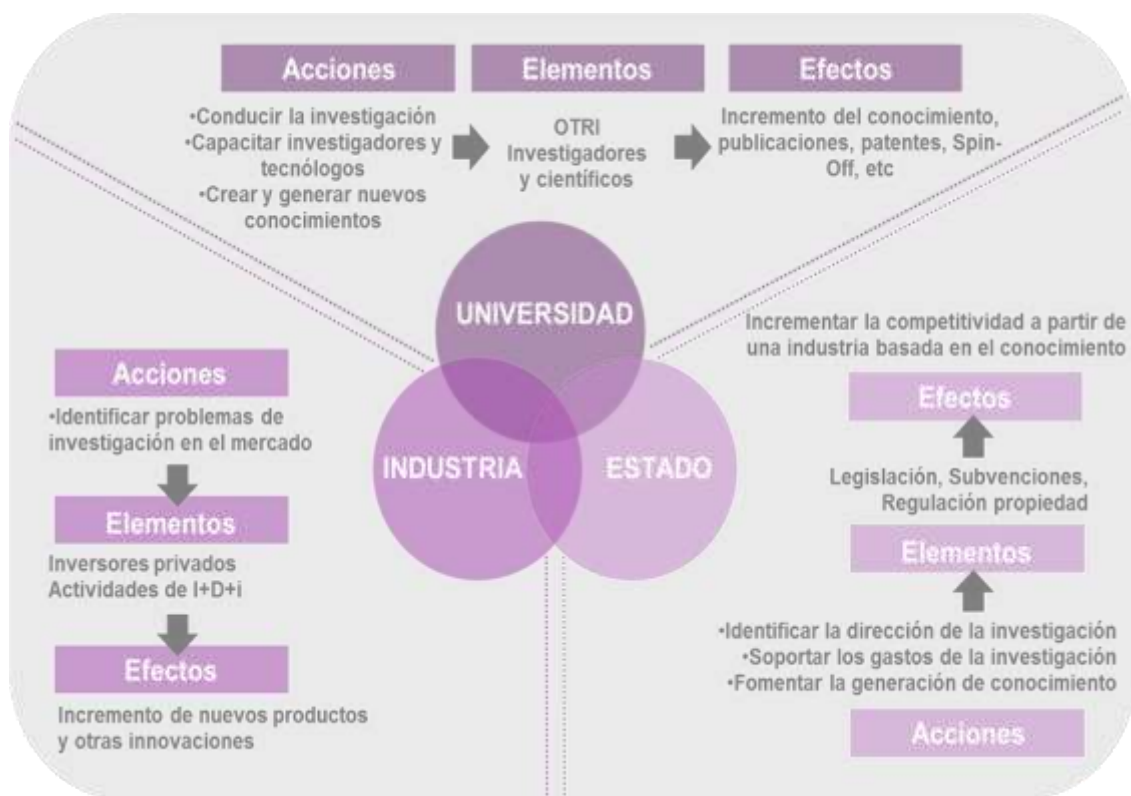 Acciones
Elementos
Efectos
•Conducir la investigación
•Capacitar investigadores y
tecnólogos
•Crear y generar nuevos
conocimientos
OTRI
Investigadores
y científicos
Incremento del conocimiento,
publicaciones, patentes, Spin-
Off, etc
UNIVERSIDAD
INDUSTRIA
ESTADO
Acciones
•Identificar problemas de
investigación en el mercado
Elementos
Inversores privados
Actividades de I+D+i
Efectos
Incremento de nuevos productos
y otras innovaciones
Incrementar la competitividad a partir de
una industria basada en el conocimiento
Efectos
Legislación, Subvenciones,
Regulación propiedad
Elementos
•Identificar la dirección de la investigación
•Soportar los gastos de la investigación
•Fomentar la generación de conocimiento
Acciones